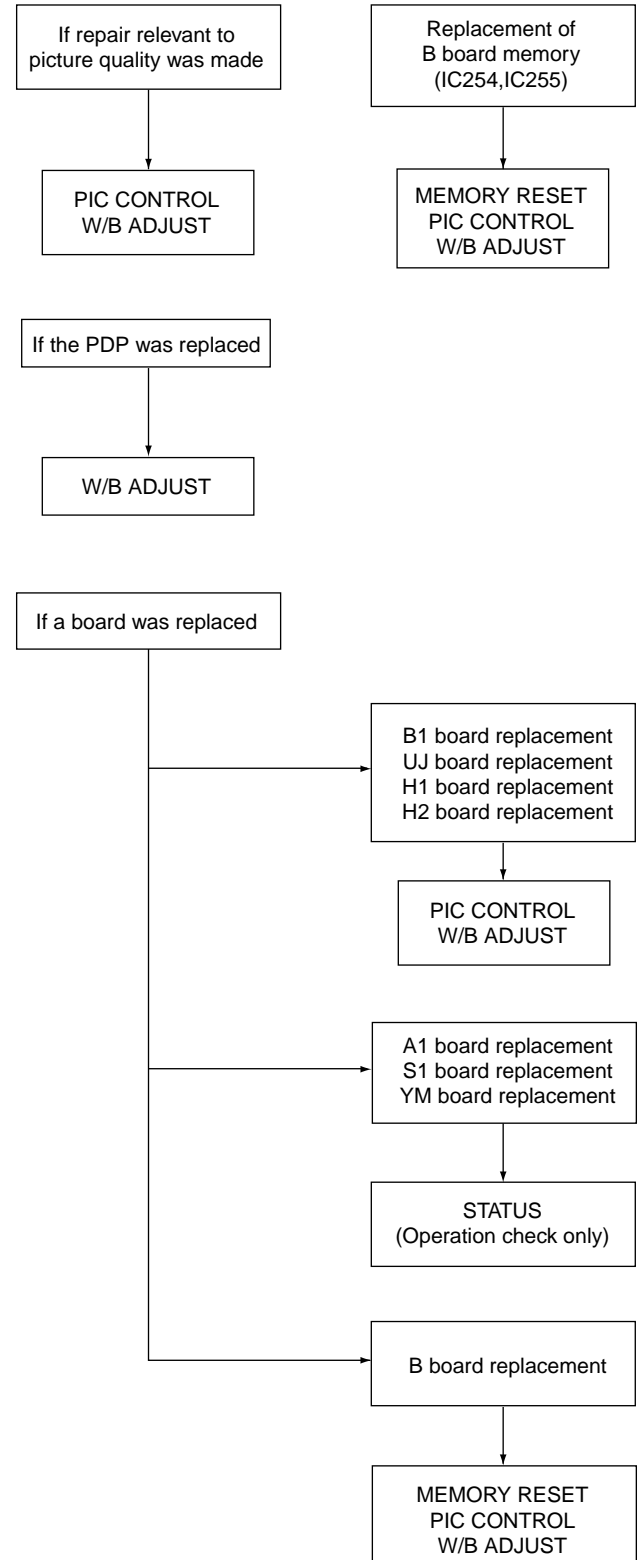 If repair relevant to
picture quality was made
PIC CONTROL
W/B ADJUST
Replacement of
B board memory
(IC254,IC255)
MEMORY RESET
PIC CONTROL
W/B ADJUST
If the PDP was replaced
W/B ADJUST
If a board was replaced
B1 board replacement
UJ board replacement
H1 board replacement
H2 board replacement
PIC CONTROL
W/B ADJUST
A1 board replacement
S1 board replacement
YM board replacement
STATUS
(Operation check only)
B board replacement
MEMORY RESET
PIC CONTROL
W/B ADJUST